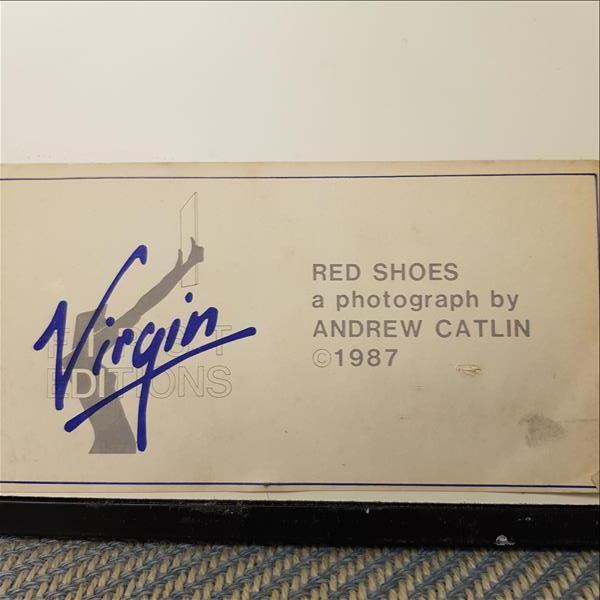 Virgin
EDITIONS
RED SHOES
a photograph by
ANDREW CATLIN
©1987